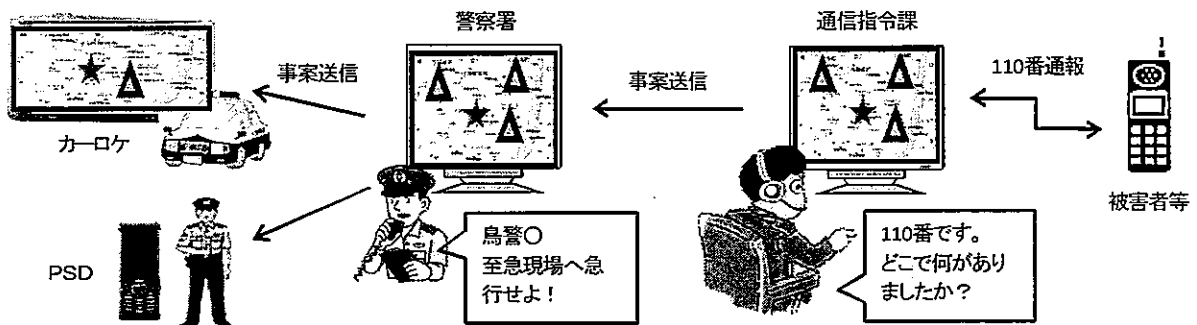 警察署
通信指令課
事案送信
事案送信
110番通報
カーロケ
被害者等
PSD
鳥警〇
至急現場へ急
行せよ！
110番です。
どこで何があり
ましたか？